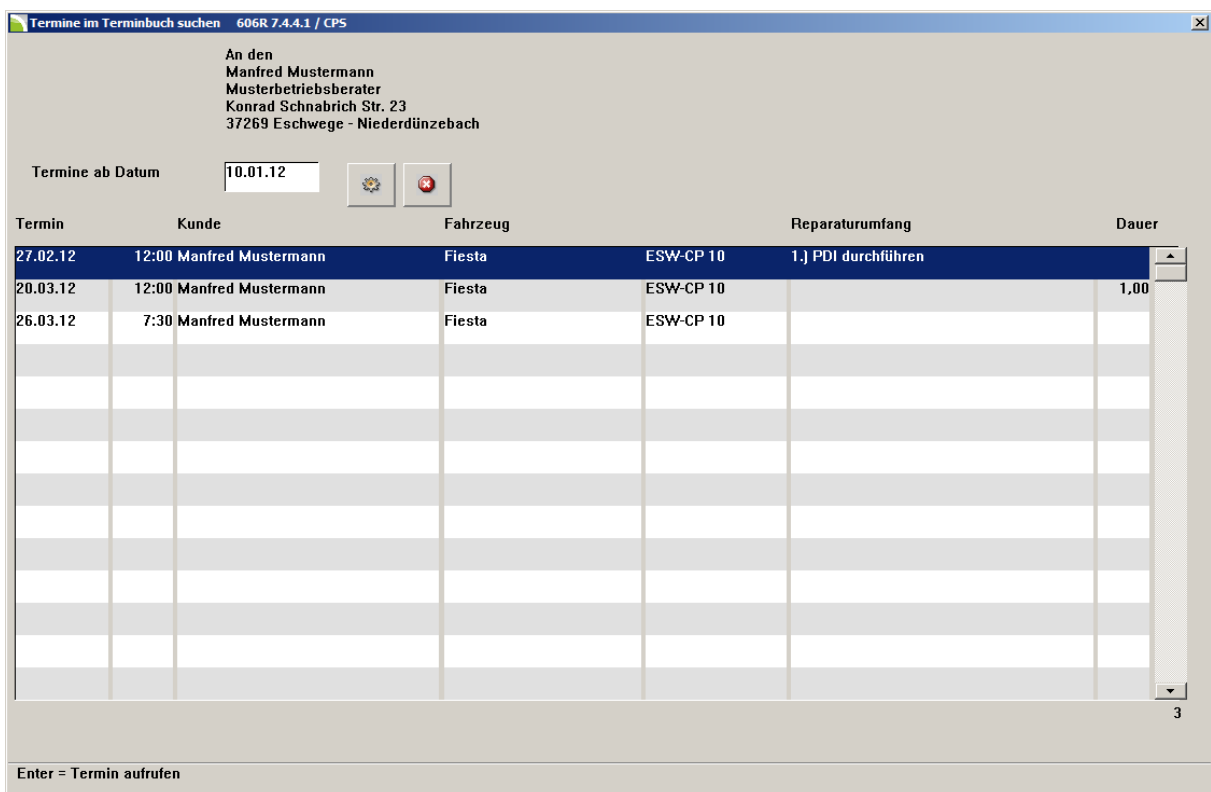 Termine im Terminbuch suchen 606R 7.4.4.1 / CPS
An den
Manfred Mustermann
Musterbetriebsberater
Konrad Schnabrich Str. 23
37269 Eschwege - Niederdünzebach
Termine ab Datum 10.01.12
Termin Kunde Fahrzeug Reparaturumfang Dauer
27.02.12 12:00 Manfred Mustermann Fiesta ESW-CP 10 1.) PDI durchführen
20.03.12 12:00 Manfred Mustermann Fiesta ESW-CP 10 1,00
26.03.12 7:30 Manfred Mustermann Fiesta ESW-CP 10
3
Enter = Termin aufrufen